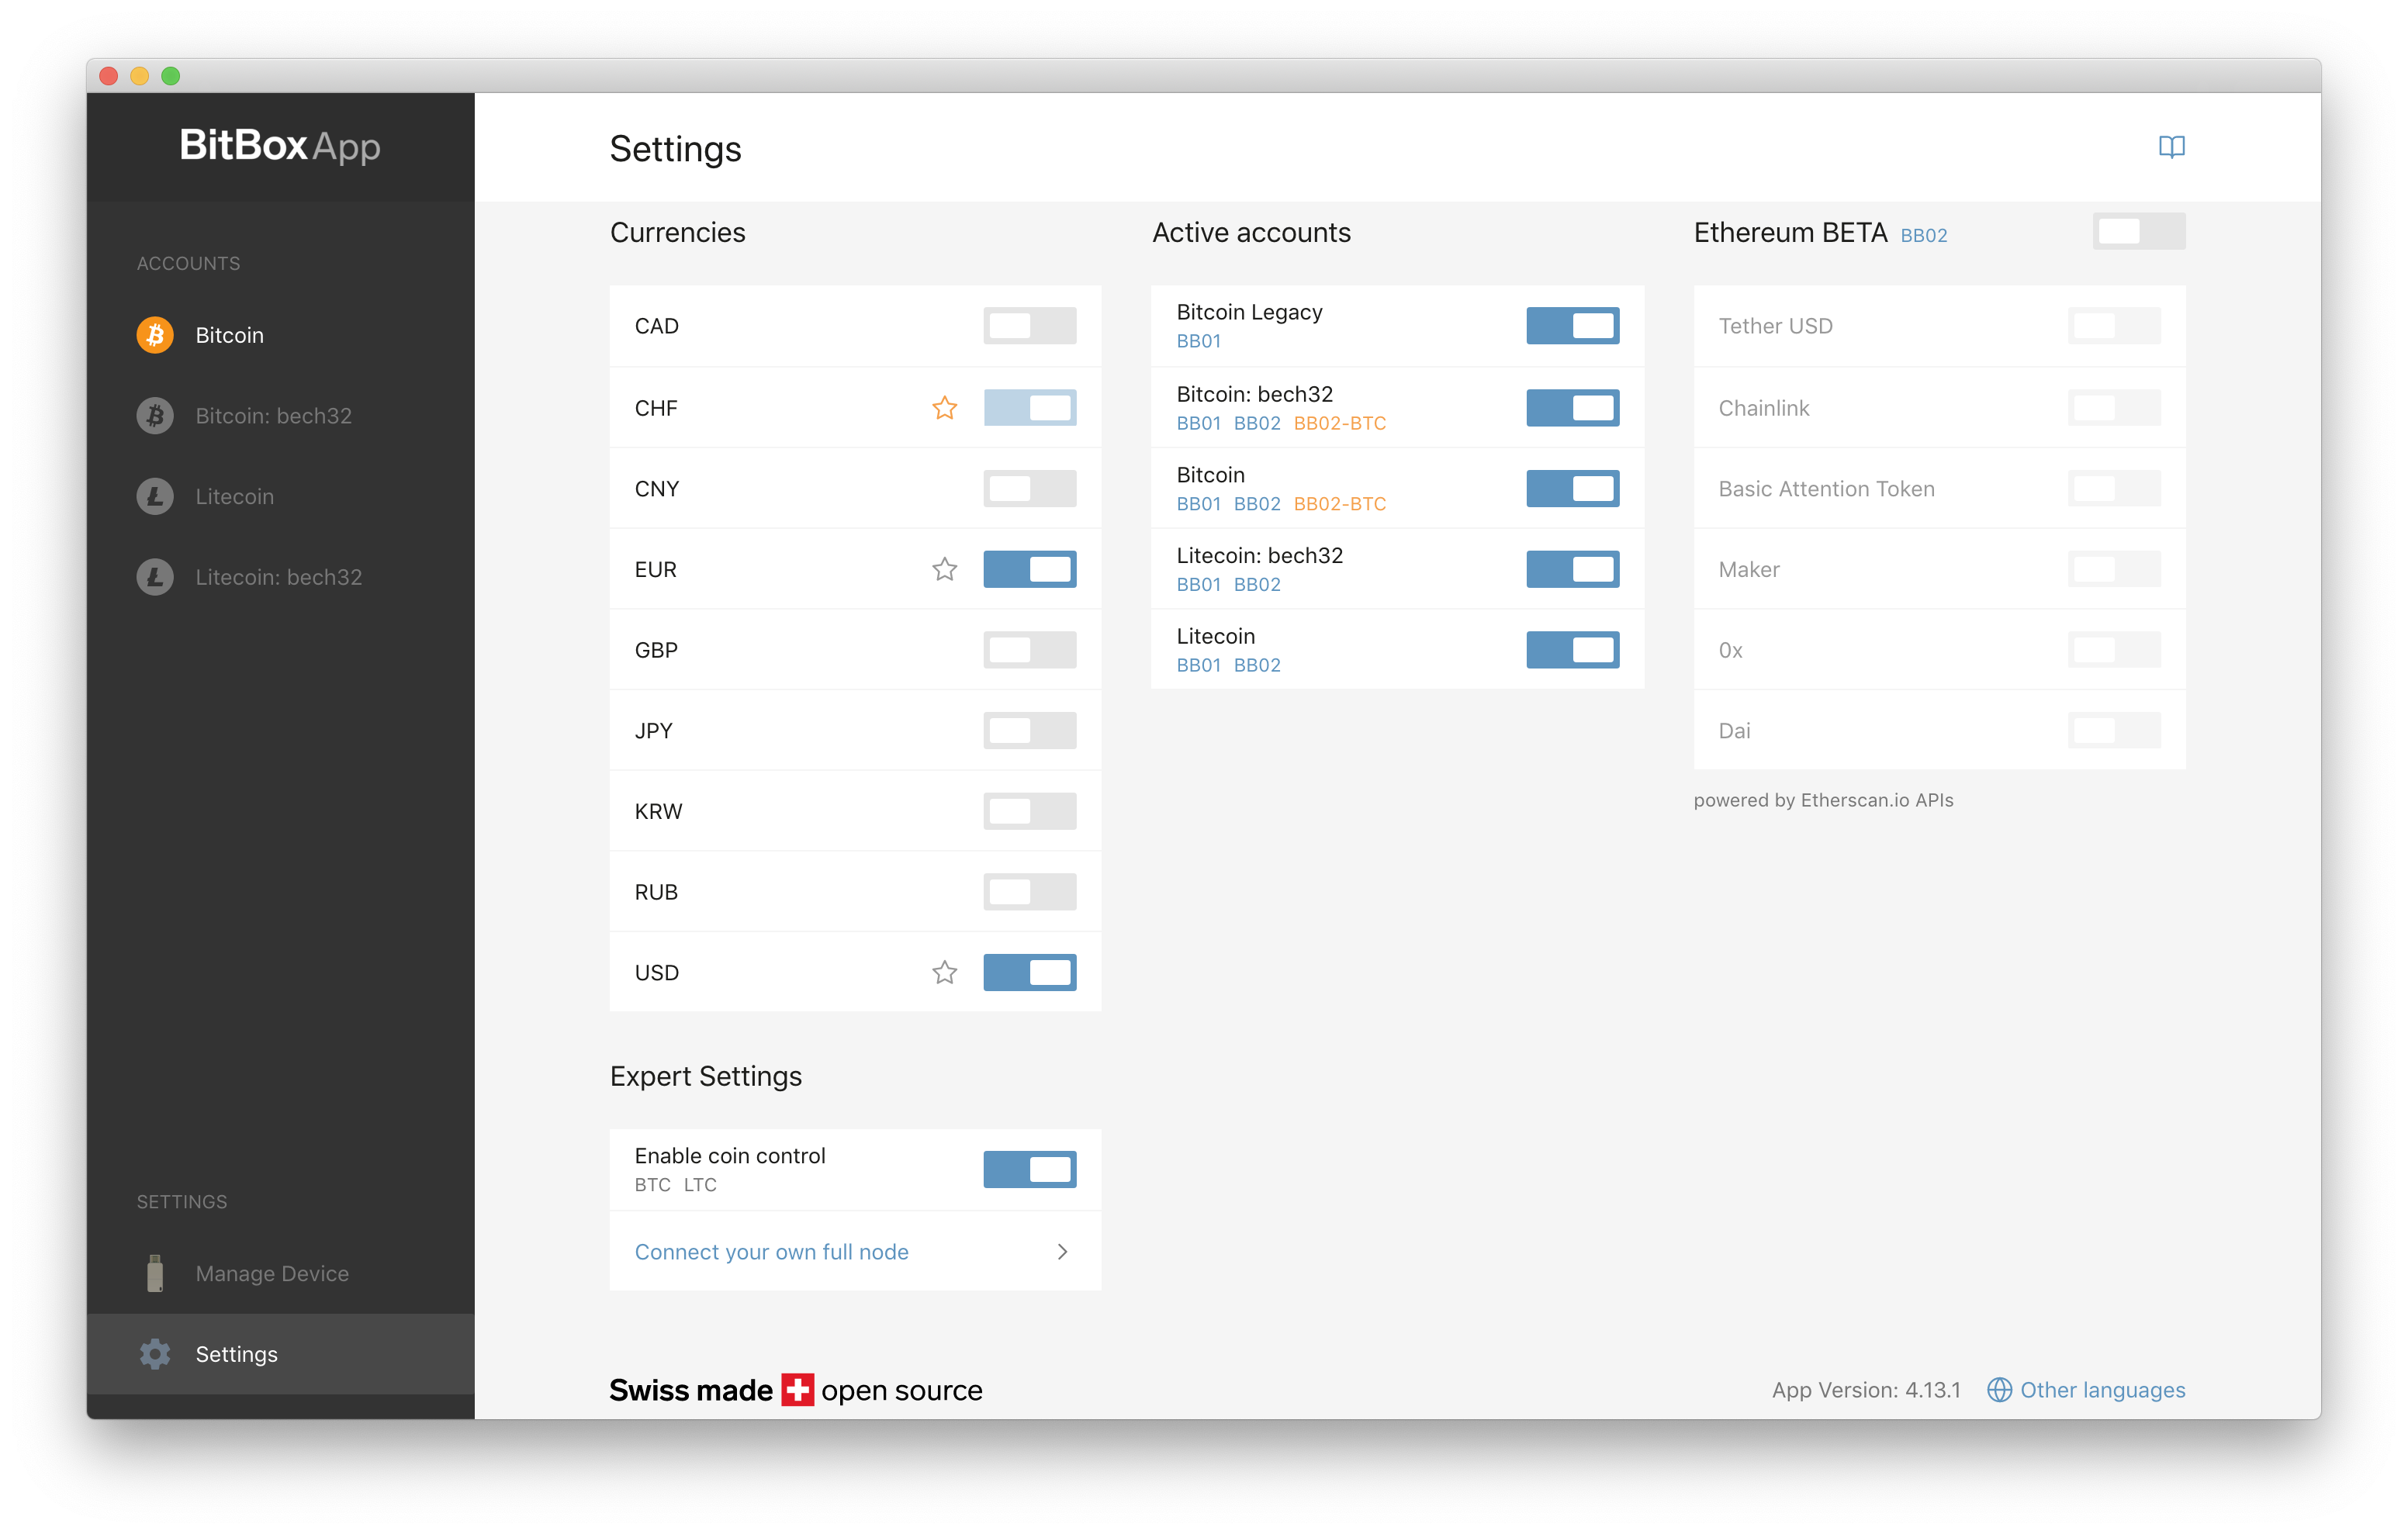 BitBox App
ACCOUNTS
Bitcoin
Bitcoin: bech32
Litecoin
Litecoin: bech32
SETTINGS
Manage Device
Settings
Settings
Currencies
CAD
CHF
CNY
EUR
GBP
JPY
KRW
RUB
USD
Expert Settings
Enable coin control
BTC LTC
Connect your own full node
Active accounts
Bitcoin Legacy
BB01
Bitcoin: bech32
BB01 BB02 BB02-BTC
Bitcoin
BB01 BB02 BB02-BTC
Litecoin: bech32
BB01 BB02
Litecoin
BB01 BB02
Ethereum BETA BB02
Tether USD
Chainlink
Basic Attention Token
Maker
0x
Dai
powered by Etherscan.io APIs
Swiss made open source
App Version: 4.13.1 Other languages